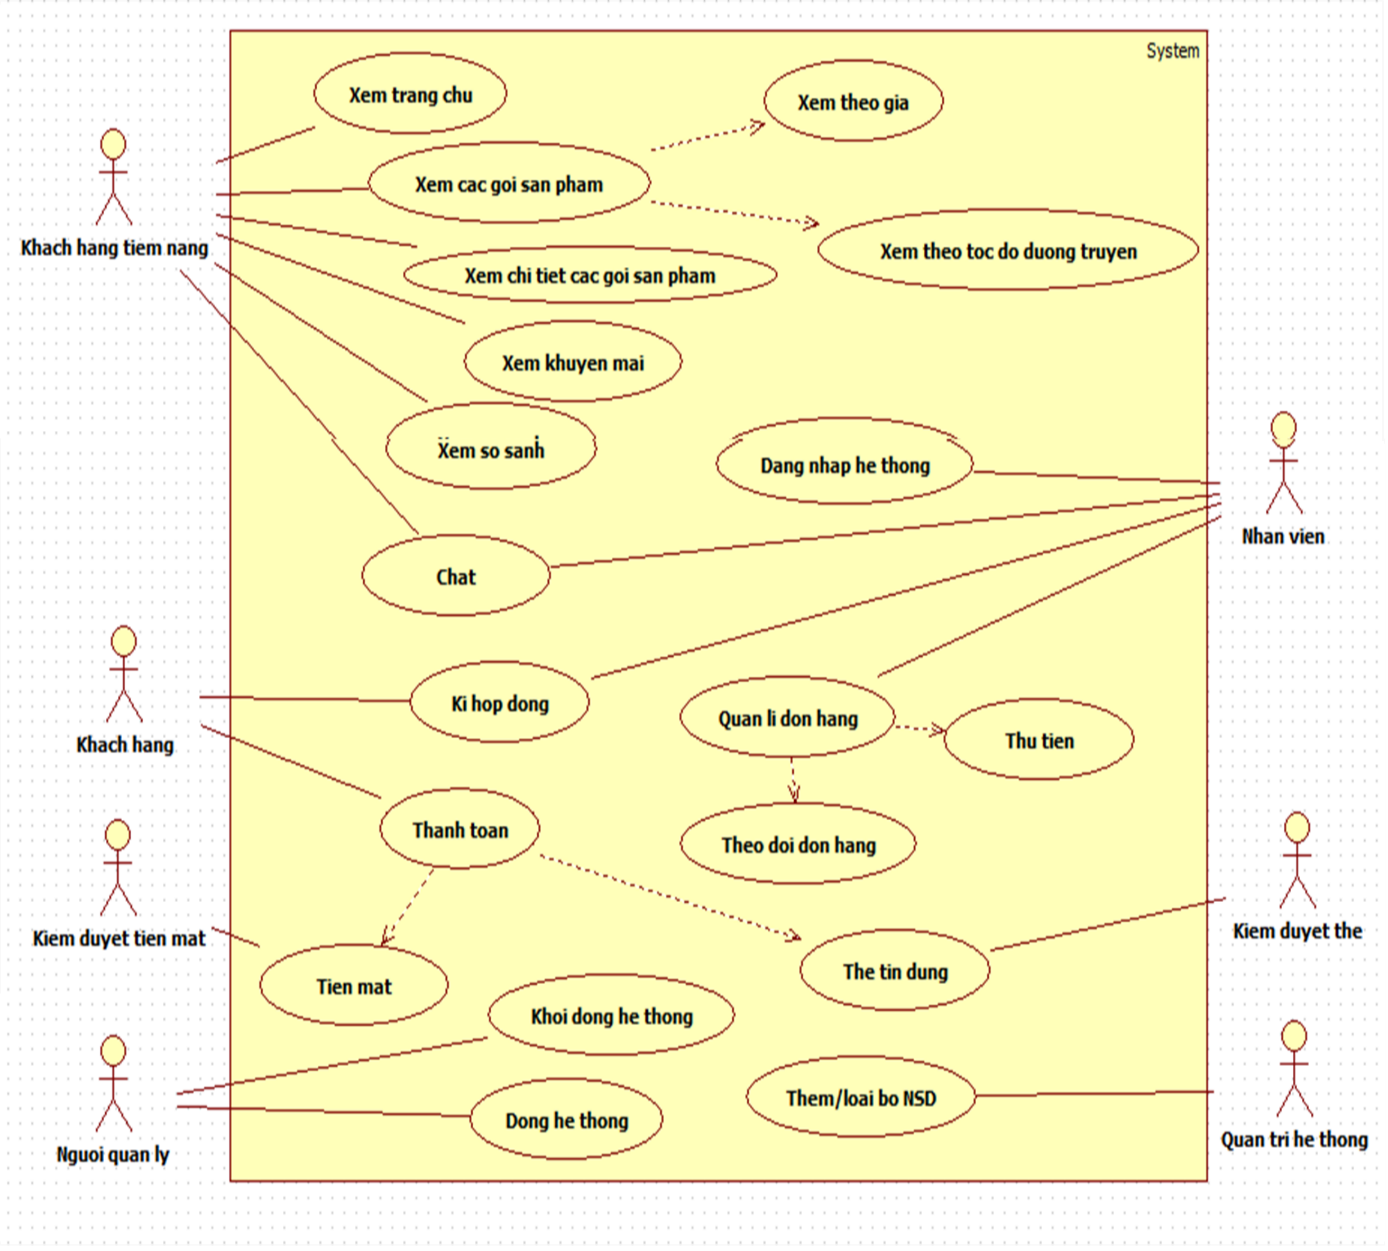 System
Xem trang chu
Xem theo gia
Xem cac goi san pham
Khach hang tiem nang
Xem theo toc do duong truyen
Xem chi tiet cac goi san pham
Xem khuyen mai
Xem so sanh
Dang nhap he thong
Nhan vien
Chat
Ki hop dong
Quan li don hang
Khach hang
Thu tien
Thanh toan
Theo doi don hang
Kiem duyet tien mat
Kiem duyet the
The tin dung
Tien mat
Khoi dong he thong
Them/loai bo NSD
Dong he thong
Quan tri he thong
Nguoi quan ly